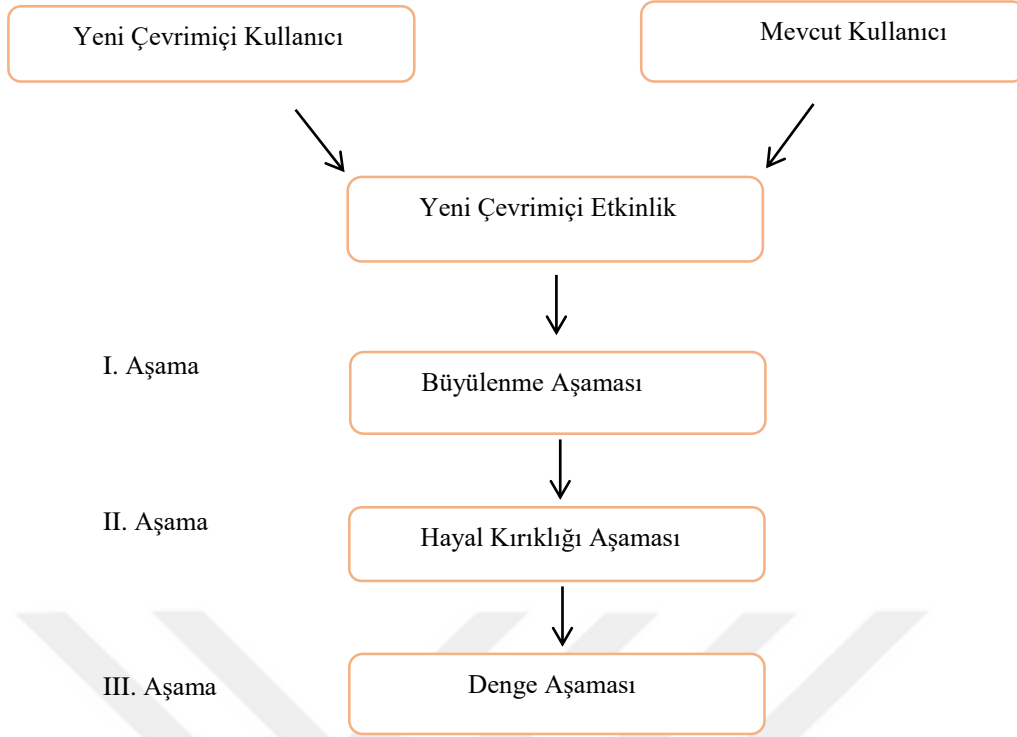 Yeni Çevrimiçi Kullanıcı
Mevcut Kullanıcı
Yeni Çevrimiçi Etkinlik
I. Aşama
Büyülenme Aşaması
II. Aşama
Hayal Kırıklığı Aşaması
III. Aşama
Denge Aşaması